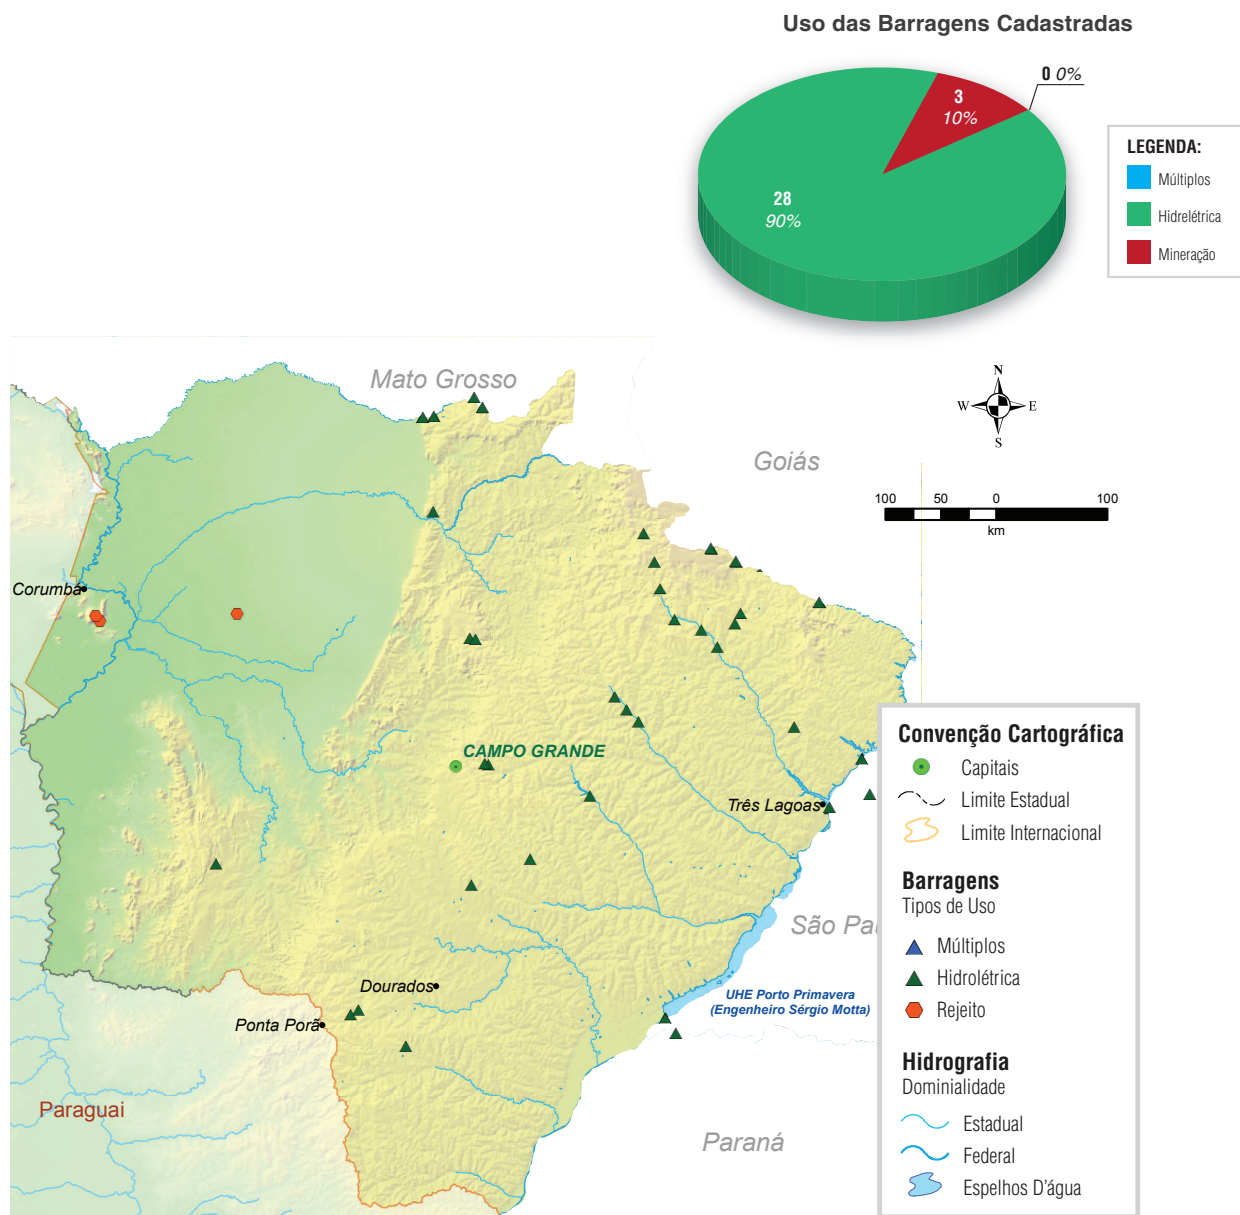 Uso das Barragens Cadastradas
0 0%
3
10%
28
90%
LEGENDA:
Múltiplos
Hidrelétrica
Mineração
Mato Grosso
Goiás
N
W
E
S
100
50
0
100
km
Corumbá
CAMPO GRANDE
Três Lagoas
São Pau
UHE Porto Primavera
(Engenheiro Sérgio Motta)
Dourados
Ponta Porã
Paraguai
Paraná
Convenção Cartográfica
Capitais
Limite Estadual
Limite Internacional
Barragens
Tipos de Uso
Múltiplos
Hidrolétrica
Rejeito
Hidrografia
Dominialidade
Estadual
Federal
Espelhos D'água